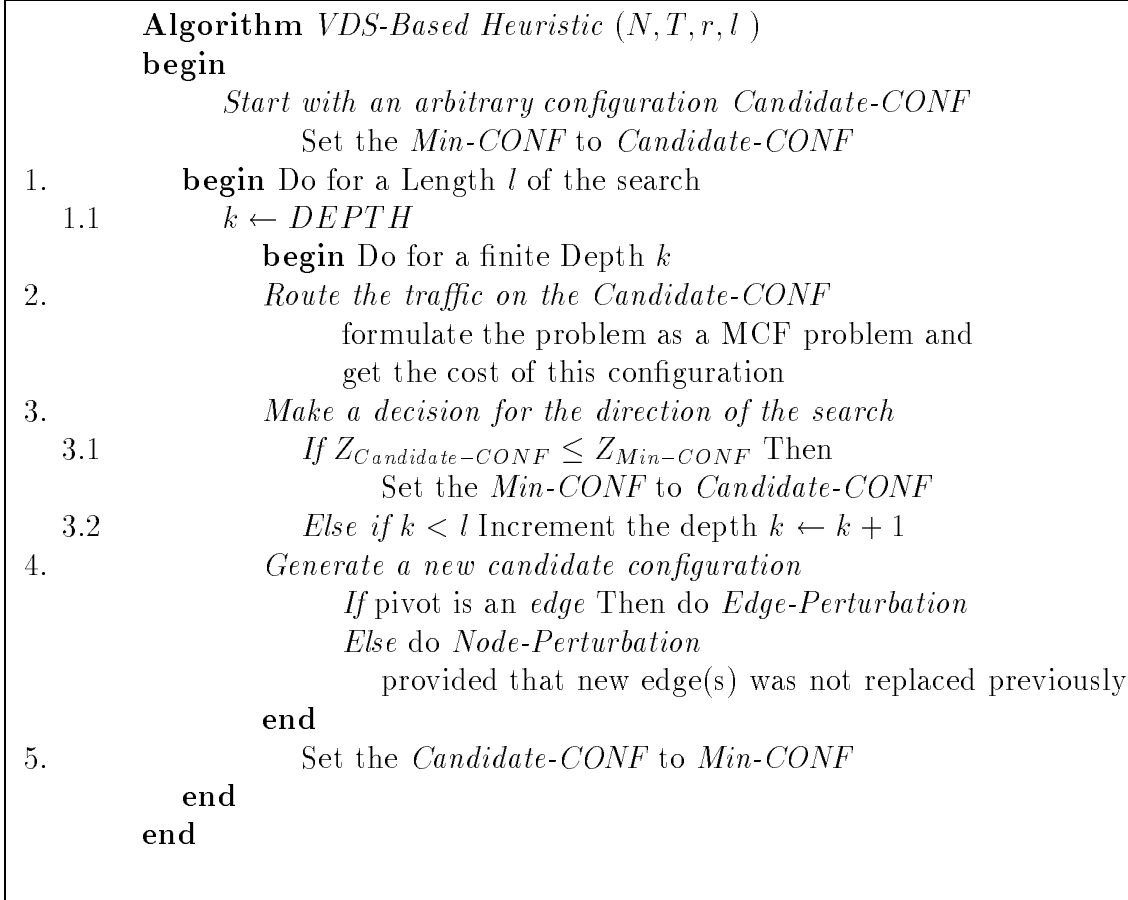 Algorithm VDS-Based Heuristic (N, T, r, l )
begin
Start with an arbitrary configuration Candidate-CONF
Set the Min-CONF to Candidate-CONF
1. begin Do for a Length l of the search
1.1 k ← DEPTH
begin Do for a finite Depth k
2. Route the traffic on the Candidate-CONF
formulate the problem as a MCF problem and
get the cost of this configuration
3. Make a decision for the direction of the search
3.1 If Z_{Candidate−CONF} ≤ Z_{Min−CONF} Then
Set the Min-CONF to Candidate-CONF
3.2 Else if k < l Increment the depth k ← k + 1
4. Generate a new candidate configuration
If pivot is an edge Then do Edge-Perturbation
Else do Node-Perturbation
provided that new edge(s) was not replaced previously
end
5. Set the Candidate-CONF to Min-CONF
end
end